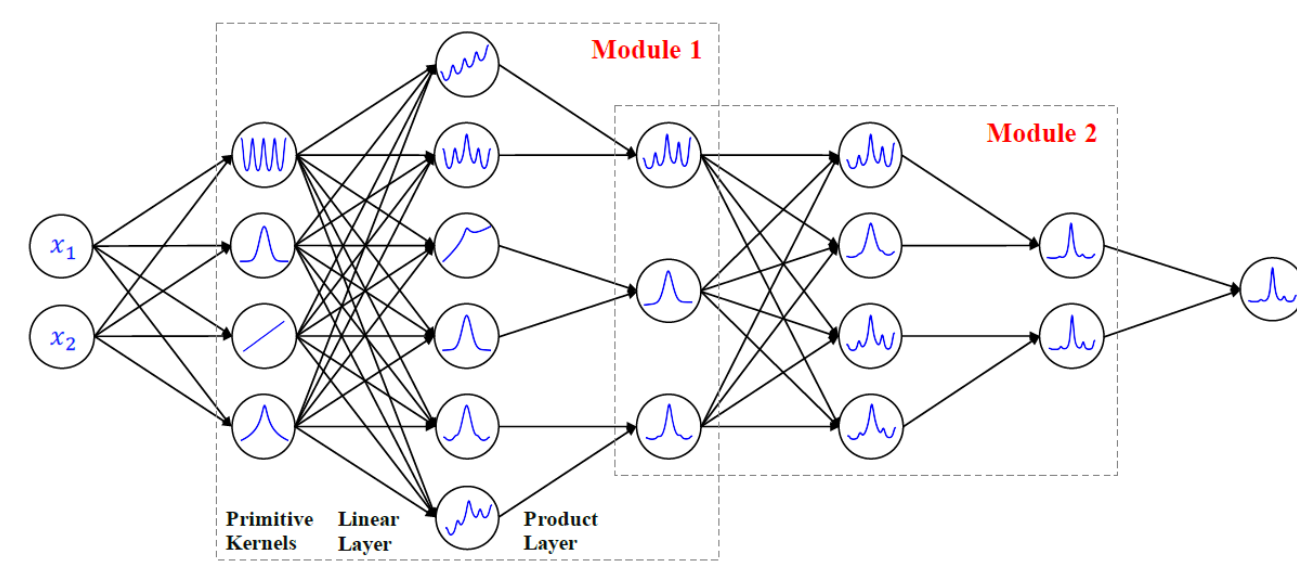 Module 1
Module 2
x₁
x₂
Primitive Kernels
Linear Layer
Product Layer